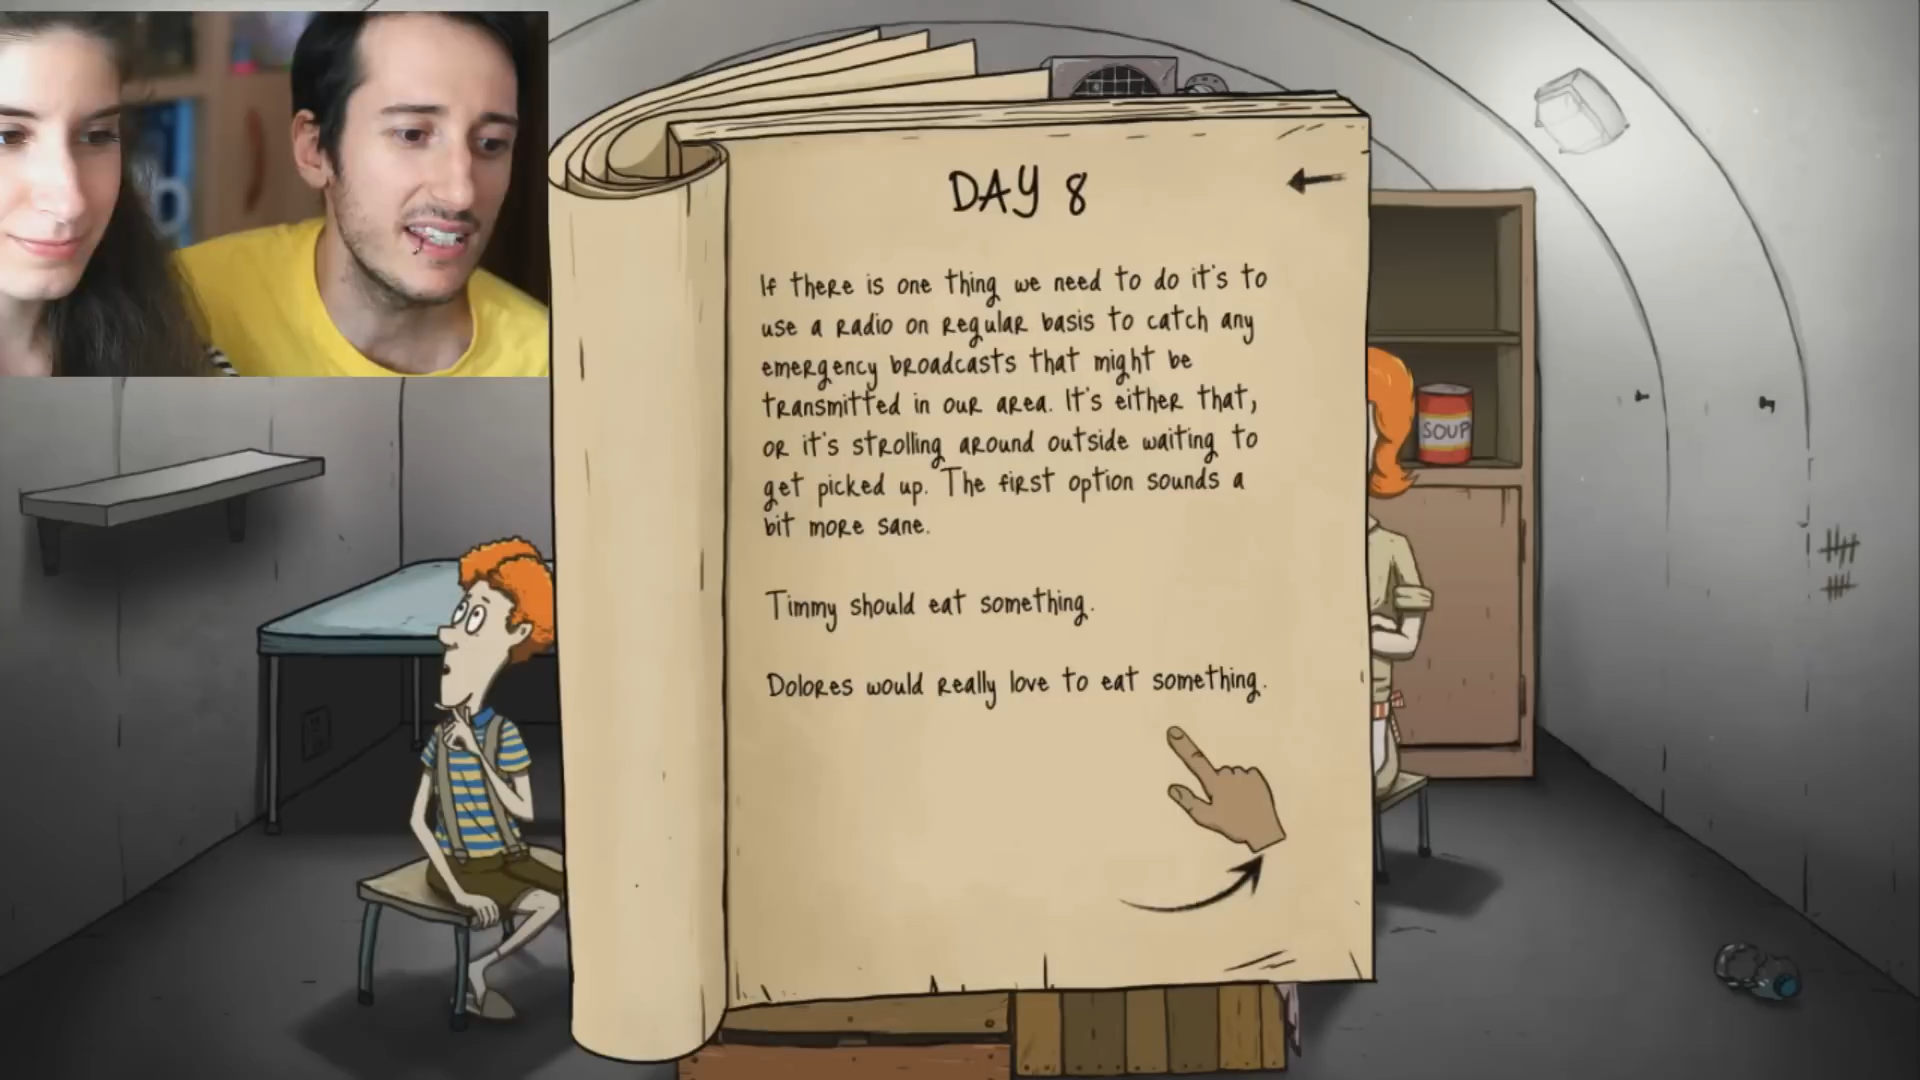 DAY 8
If there is one thing we need to do it's to
use a radio on regular basis to catch any
emergency broadcasts that might be
transmitted in our area. It's either that,
or it's strolling around outside waiting to
get picked up. The first option sounds a
bit more sane.
Timmy should eat something.
Dolores would really love to eat something.
SOUP